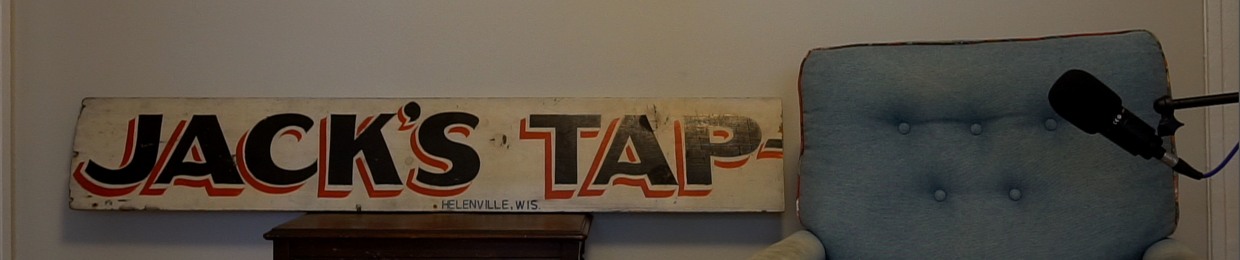 JACK'S TAP-
HELENVILLE, WIS.